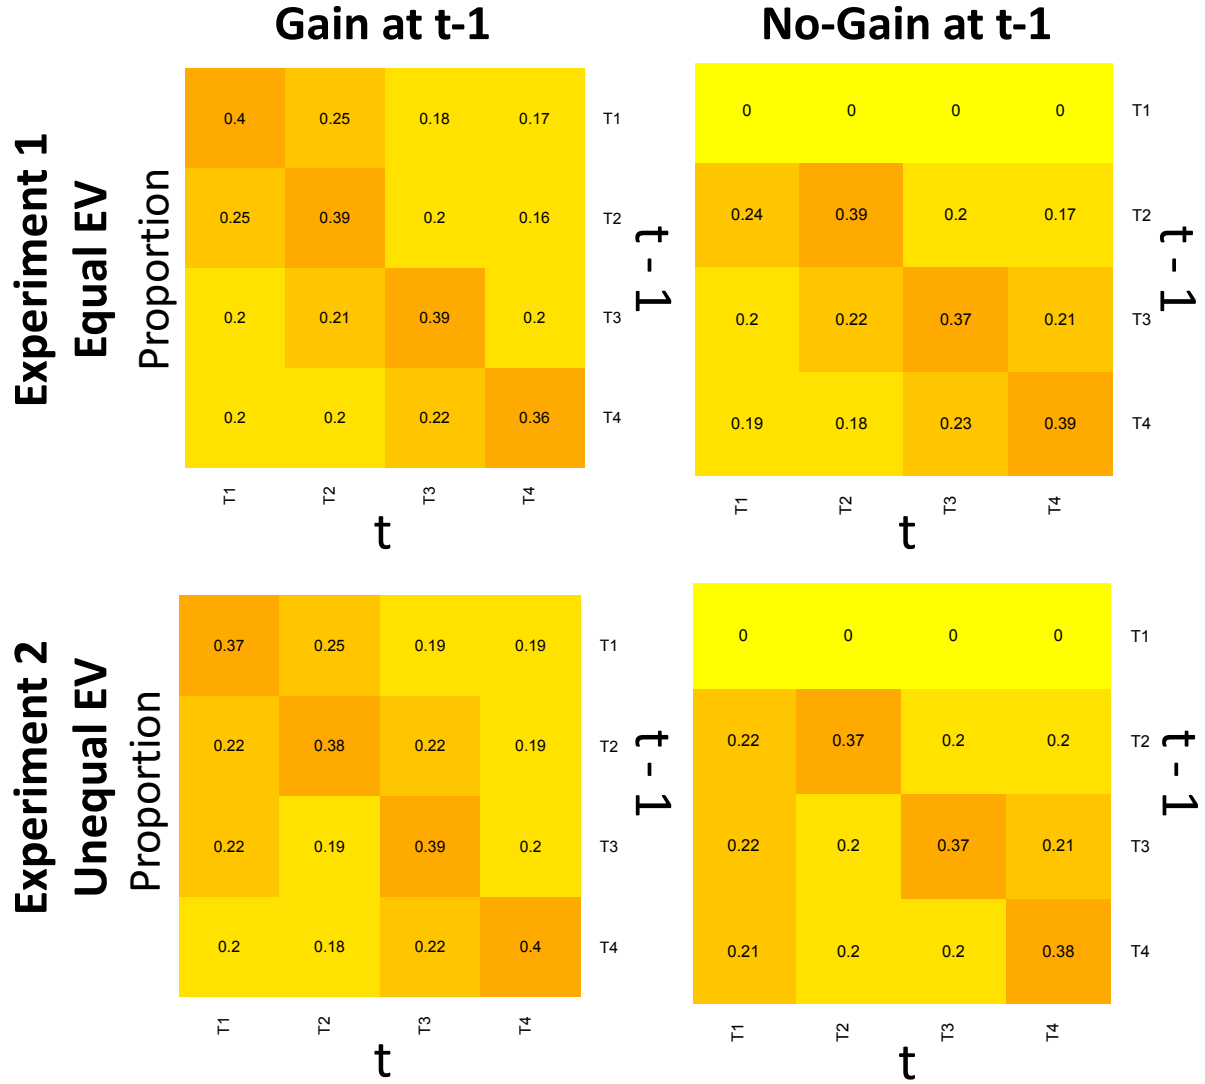 Gain at t-1
No-Gain at t-1
Experiment 1
Equal EV
Proportion
0.4 0.25 0.18 0.17 T1
0.25 0.39 0.2 0.16 T2
0.2 0.21 0.39 0.2 T3
0.2 0.2 0.22 0.36 T4
T1 T2 T3 T4
t
t - 1
0 0 0 0 T1
0.24 0.39 0.2 0.17 T2
0.2 0.22 0.37 0.21 T3
0.19 0.18 0.23 0.39 T4
T1 T2 T3 T4
t
t - 1
Experiment 2
Unequal EV
Proportion
0.37 0.25 0.19 0.19 T1
0.22 0.38 0.22 0.19 T2
0.22 0.19 0.39 0.2 T3
0.2 0.18 0.22 0.4 T4
T1 T2 T3 T4
t
t - 1
0 0 0 0 T1
0.22 0.37 0.2 0.2 T2
0.22 0.2 0.37 0.21 T3
0.21 0.2 0.2 0.38 T4
T1 T2 T3 T4
t
t - 1